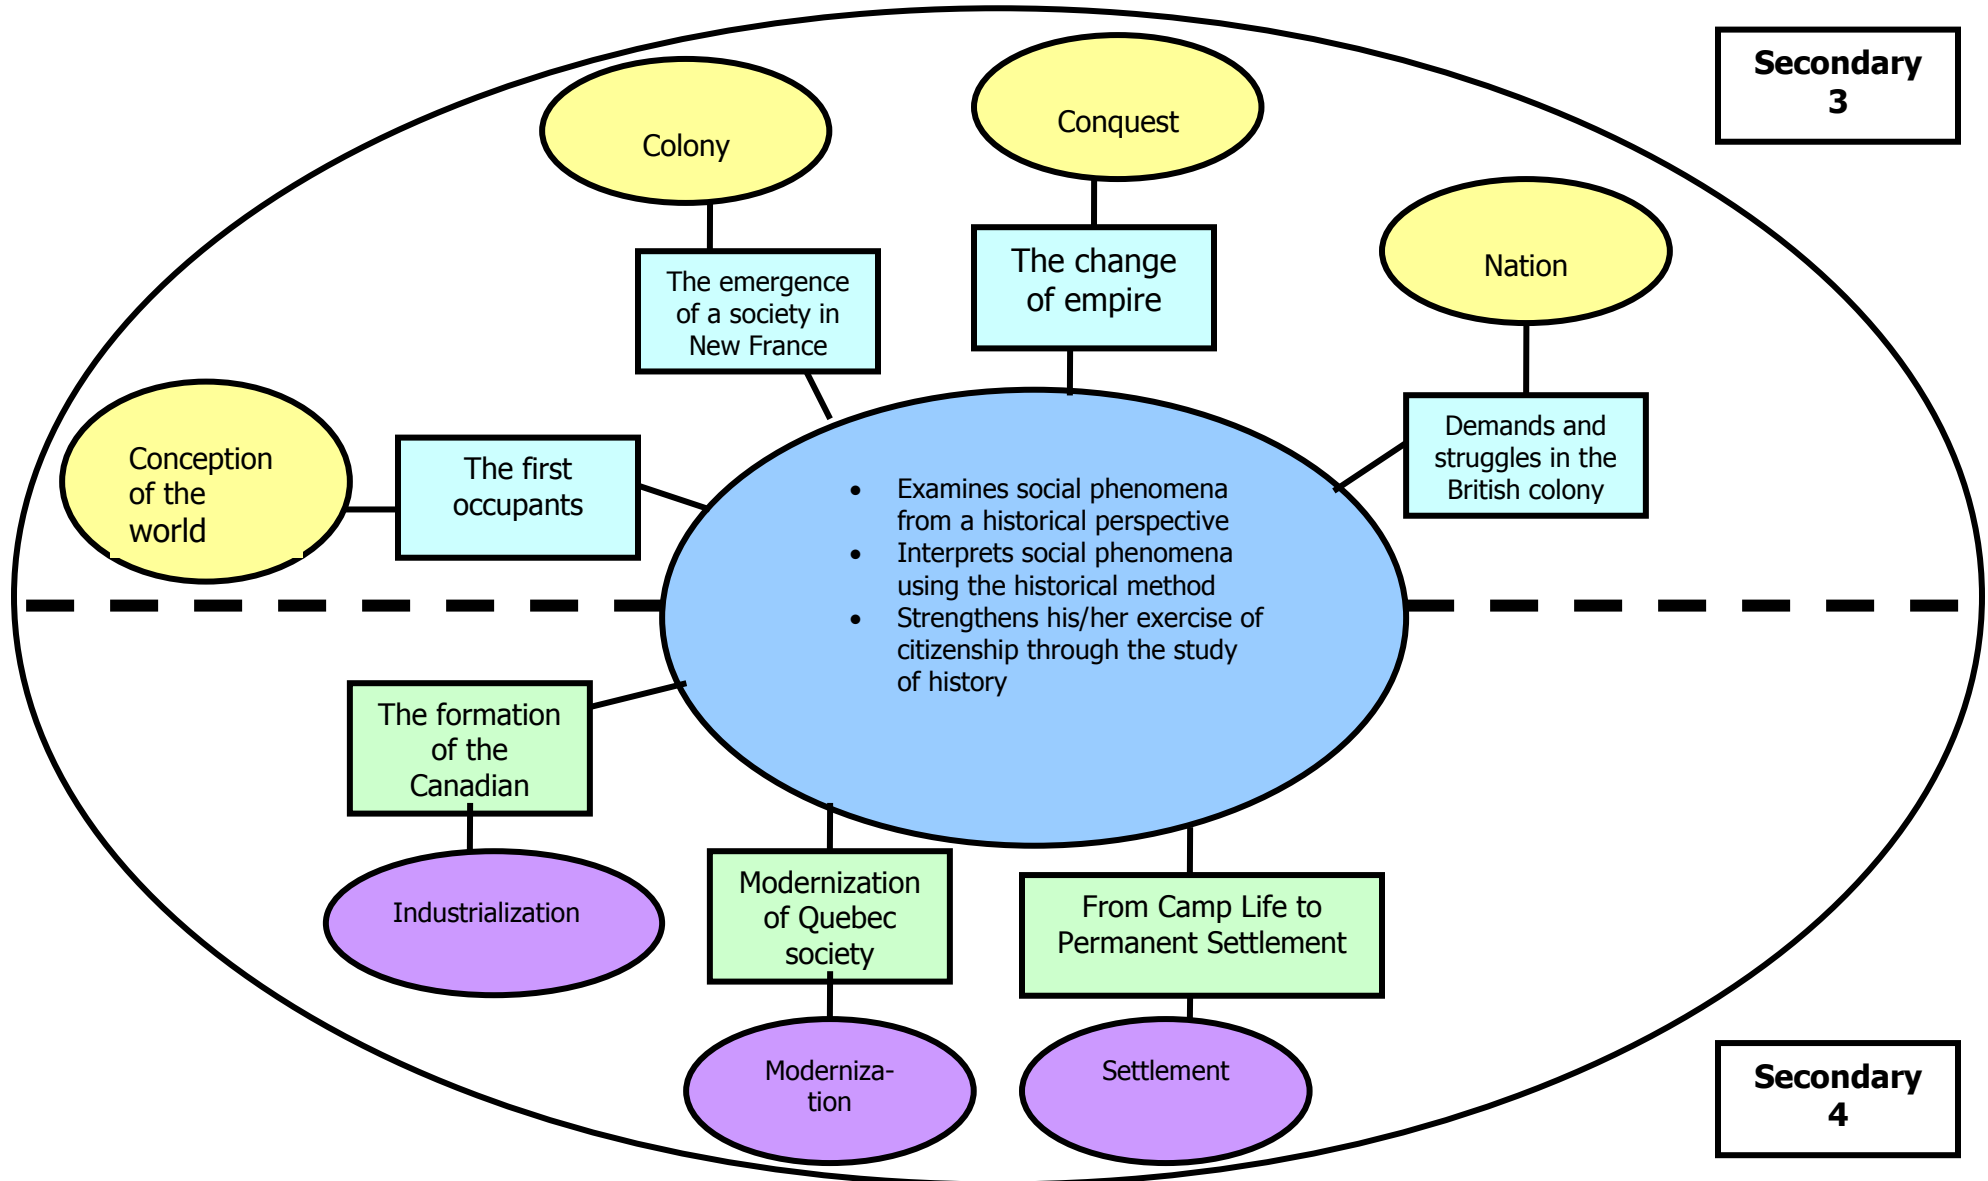 Secondary
3
Colony
Conquest
Nation
The emergence
of a society in
New France
The change
of empire
Demands and
struggles in the
British colony
Conception
of the
world
The first
occupants
• Examines social phenomena
from a historical perspective
• Interprets social phenomena
using the historical method
• Strengthens his/her exercise of
citizenship through the study
of history
The formation
of the
Canadian
Industrialization
Modernization
of Quebec
society
From Camp Life to
Permanent Settlement
Moderniza-
tion
Settlement
Secondary
4